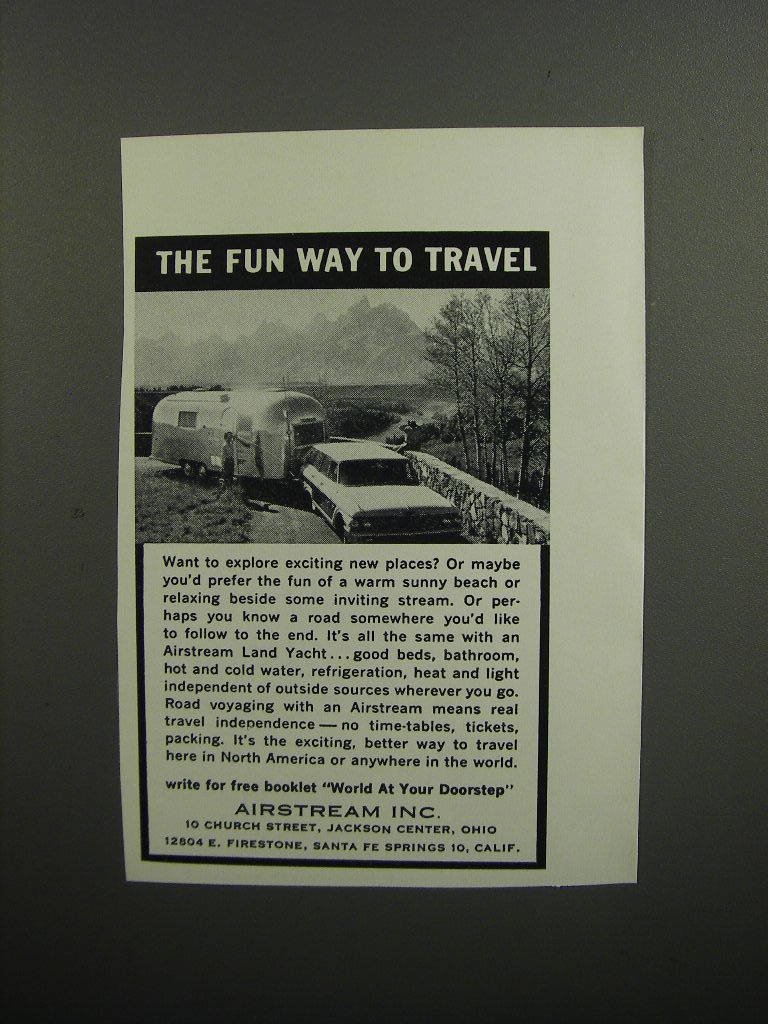 THE FUN WAY TO TRAVEL
Want to explore exciting new places? Or maybe
you'd prefer the fun of a warm sunny beach or
relaxing beside some inviting stream. Or per-
haps you know a road somewhere you'd like
to follow to the end. It's all the same with an
Airstream Land Yacht...good beds, bathroom,
hot and cold water, refrigeration, heat and light
independent of outside sources wherever you go.
Road voyaging with an Airstream means real
travel independence — no time-tables, tickets,
packing. It's the exciting, better way to travel
here in North America or anywhere in the world.
write for free booklet "World At Your Doorstep"
AIRSTREAM INC.
10 CHURCH STREET, JACKSON CENTER, OHIO
12804 E. FIRESTONE, SANTA FE SPRINGS 10, CALIF.